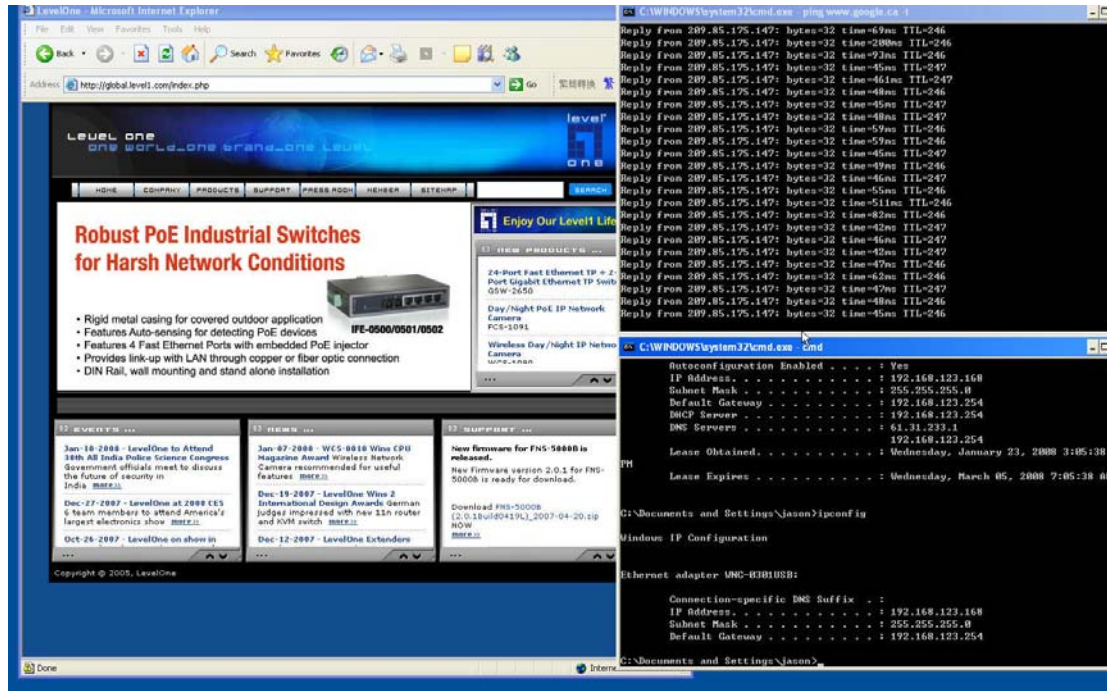 LevelOne - Microsoft Internet Explorer
File Edit View Favorites Tools Help
Back Search Favorites
Address http://global.level1.com/index.php Go 繁
LEVEL one
one world_one brand_one Level
level
one
HOME COMPANY PRODUCTS SUPPORT PRESS ROOM MEMBER SITEMAP SEARCH
Robust PoE Industrial Switches
for Harsh Network Conditions
• Rigid metal casing for covered outdoor application
• Features Auto-sensing for detecting PoE devices
• Features 4 Fast Ethernet Ports with embedded PoE injector
• Provides link-up with LAN through copper or fiber optic connection
• DIN Rail, wall mounting and stand alone installation
IFE-0500/0501/0502
Enjoy Our Level1 Life
NEW PRODUCTS ...
24-Port Fast Ethernet TP + 2-
Port Gigabit Ethernet TP Switc
GSW-2650
Day/Night PoE IP Network
Camera
FCS-1091
Wireless Day/Night IP Netwo
Camera
...
EVENTS ...
Jan-10-2008 - LevelOne to Attend
38th All India Police Science Congress
Government officials meet to discuss
the future of security in
India more
Dec-27-2007 - LevelOne at 2008 CES
6 team members to attend America's
largest electronics show more
Oct-26-2007 - LevelOne on show in
...
NEWS ...
Jan-07-2008 - WCS-0010 Wins CPU
Magazine Award Wireless Network
Camera recommended for useful
features more
Dec-19-2007 - LevelOne Wins 2
International Design Awards German
judges impressed with new 11n router
and KVM switch more
Dec-12-2007 - LevelOne Extenders
...
SUPPORT ...
New firmware for FNS-5000B is
released.
New Firmware version 2.0.1 for FNS-
5000B is ready for download.
Download FNS-5000B
(2.0.1Build0419L)_2007-04-20.zip
NOW
more
Copyright @ 2005, LevelOne
Done
Interne
C:\WINDOWS\system32\cmd.exe - ping www.google.ca -t
Reply from 209.85.175.147: bytes=32 time=69ms TTL=246
Reply from 209.85.175.147: bytes=32 time=200ms TTL=246
Reply from 209.85.175.147: bytes=32 time=93ms TTL=246
Reply from 209.85.175.147: bytes=32 time=45ms TTL=247
Reply from 209.85.175.147: bytes=32 time=461ms TTL=247
Reply from 209.85.175.147: bytes=32 time=48ms TTL=246
Reply from 209.85.175.147: bytes=32 time=45ms TTL=247
Reply from 209.85.175.147: bytes=32 time=48ms TTL=247
Reply from 209.85.175.147: bytes=32 time=59ms TTL=246
Reply from 209.85.175.147: bytes=32 time=45ms TTL=247
Reply from 209.85.175.147: bytes=32 time=49ms TTL=246
Reply from 209.85.175.147: bytes=32 time=46ms TTL=247
Reply from 209.85.175.147: bytes=32 time=55ms TTL=247
Reply from 209.85.175.147: bytes=32 time=511ms TTL=246
Reply from 209.85.175.147: bytes=32 time=82ms TTL=246
Reply from 209.85.175.147: bytes=32 time=42ms TTL=247
Reply from 209.85.175.147: bytes=32 time=46ms TTL=247
Reply from 209.85.175.147: bytes=32 time=42ms TTL=246
Reply from 209.85.175.147: bytes=32 time=47ms TTL=246
Reply from 209.85.175.147: bytes=32 time=62ms TTL=246
Reply from 209.85.175.147: bytes=32 time=47ms TTL=246
Reply from 209.85.175.147: bytes=32 time=48ms TTL=246
Reply from 209.85.175.147: bytes=32 time=45ms TTL=246
C:\WINDOWS\system32\cmd.exe - cmd
Autoconfiguration Enabled . . . . : Yes
IP Address. . . . . . . . . . . . : 192.168.123.168
Subnet Mask . . . . . . . . . . . : 255.255.255.0
Default Gateway . . . . . . . . . : 192.168.123.254
DHCP Server . . . . . . . . . . . : 192.168.123.254
DNS Servers . . . . . . . . . . . : 61.31.233.1
192.168.123.254
Lease Obtained. . . . . . . . . . : Wednesday, January 23, 2008 3:05:38
PM
Lease Expires . . . . . . . . . . : Wednesday, March 05, 2008 7:05:38 A
C:\Documents and Settings\jason>ipconfig
Windows IP Configuration
Ethernet adapter WNC-0301USB:
Connection-specific DNS Suffix . :
IP Address. . . . . . . . . . . . : 192.168.123.168
Subnet Mask . . . . . . . . . . . : 255.255.255.0
Default Gateway . . . . . . . . . : 192.168.123.254
C:\Documents and Settings\jason>_